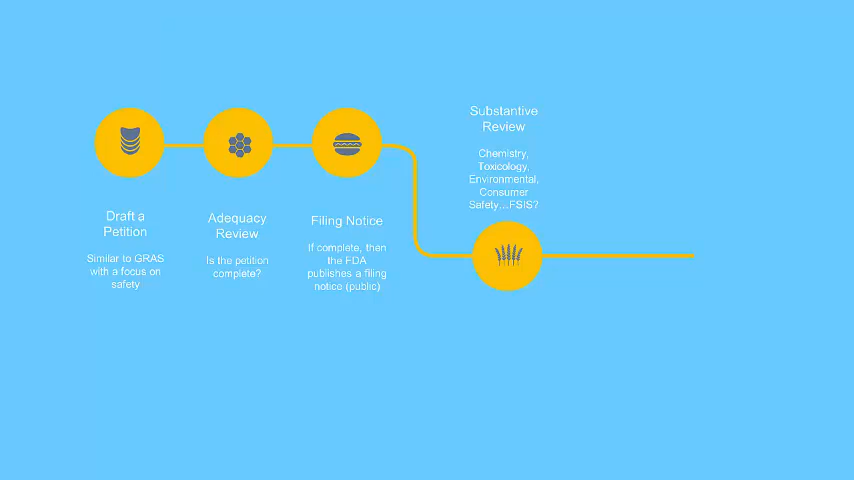 Draft a
Petition
Similar to GRAS
with a focus on
safety
Adequacy
Review
Is the petition
complete?
Filing Notice
If complete, then
the FDA
publishes a filing
notice (public)
Substantive
Review
Chemistry,
Toxicology,
Environmental,
Consumer
Safety…FSIS?